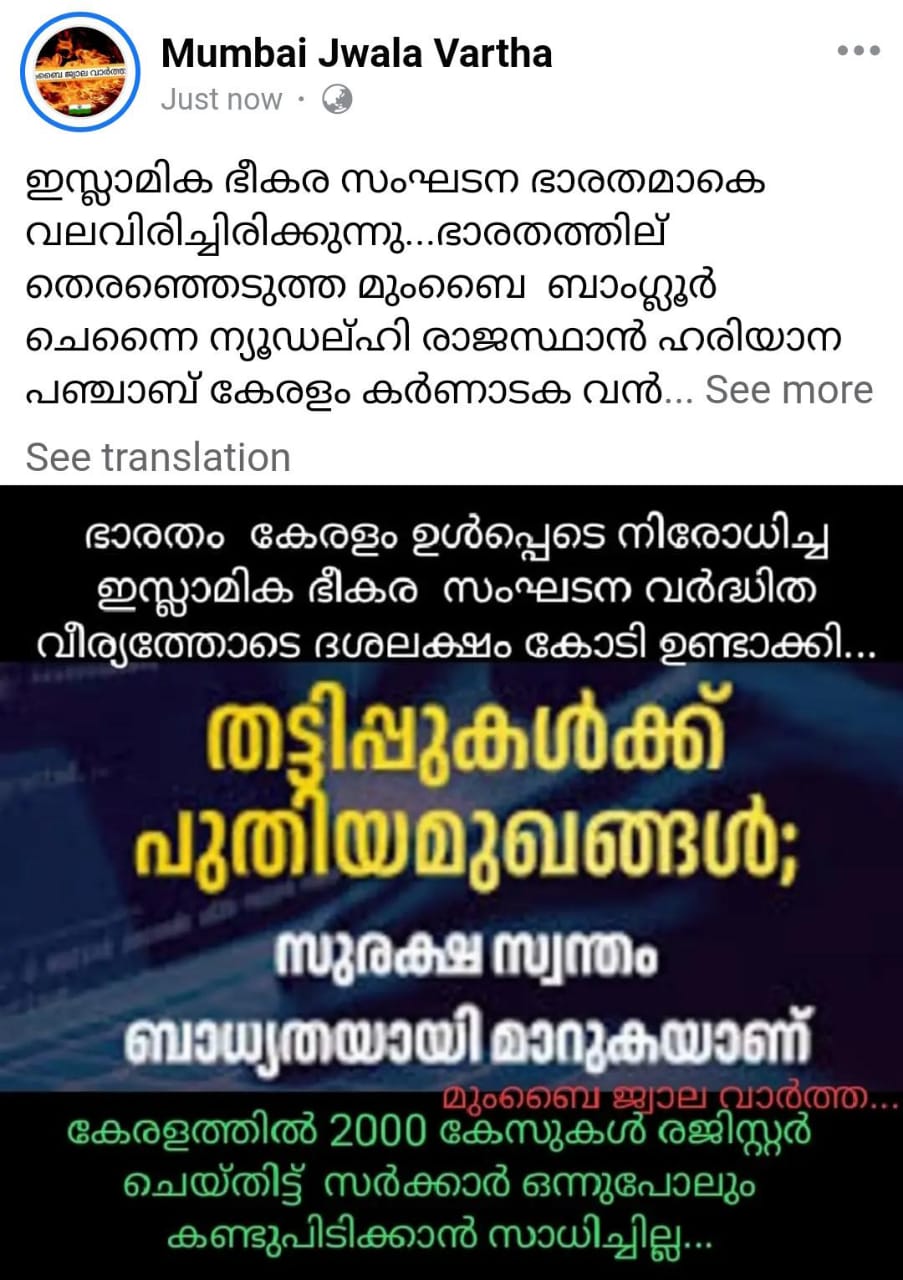 മുംബൈ ജ്വാല വാർത്ത
Mumbai Jwala Vartha
Just now ·
ഇസ്ലാമിക ഭീകര സംഘടന ഭാരതമാകെ
വലവിരിച്ചിരിക്കുന്നു...ഭാരതത്തില്
തെരഞ്ഞെടുത്ത മുംബൈ ബാംഗ്ലൂർ
ചെന്നൈ ന്യൂഡല്ഹി രാജസ്ഥാൻ ഹരിയാന
പഞ്ചാബ് കേരളം കർണാടക വൻ... See more
See translation
ഭാരതം കേരളം ഉൾപ്പെടെ നിരോധിച്ച
ഇസ്ലാമിക ഭീകര സംഘടന വർദ്ധിത
വീര്യത്തോടെ ദശലക്ഷം കോടി ഉണ്ടാക്കി...
തട്ടിപ്പുകൾക്ക്
പുതിയമുഖങ്ങൾ;
സുരക്ഷ സ്വന്തം
ബാധ്യതയായി മാറുകയാണ്
മുംബൈ ജ്വാല വാർത്ത...
കേരളത്തിൽ 2000 കേസുകൾ രജിസ്റ്റർ
ചെയ്തിട്ട് സർക്കാർ ഒന്നുപോലും
കണ്ടുപിടിക്കാൻ സാധിച്ചില്ല...